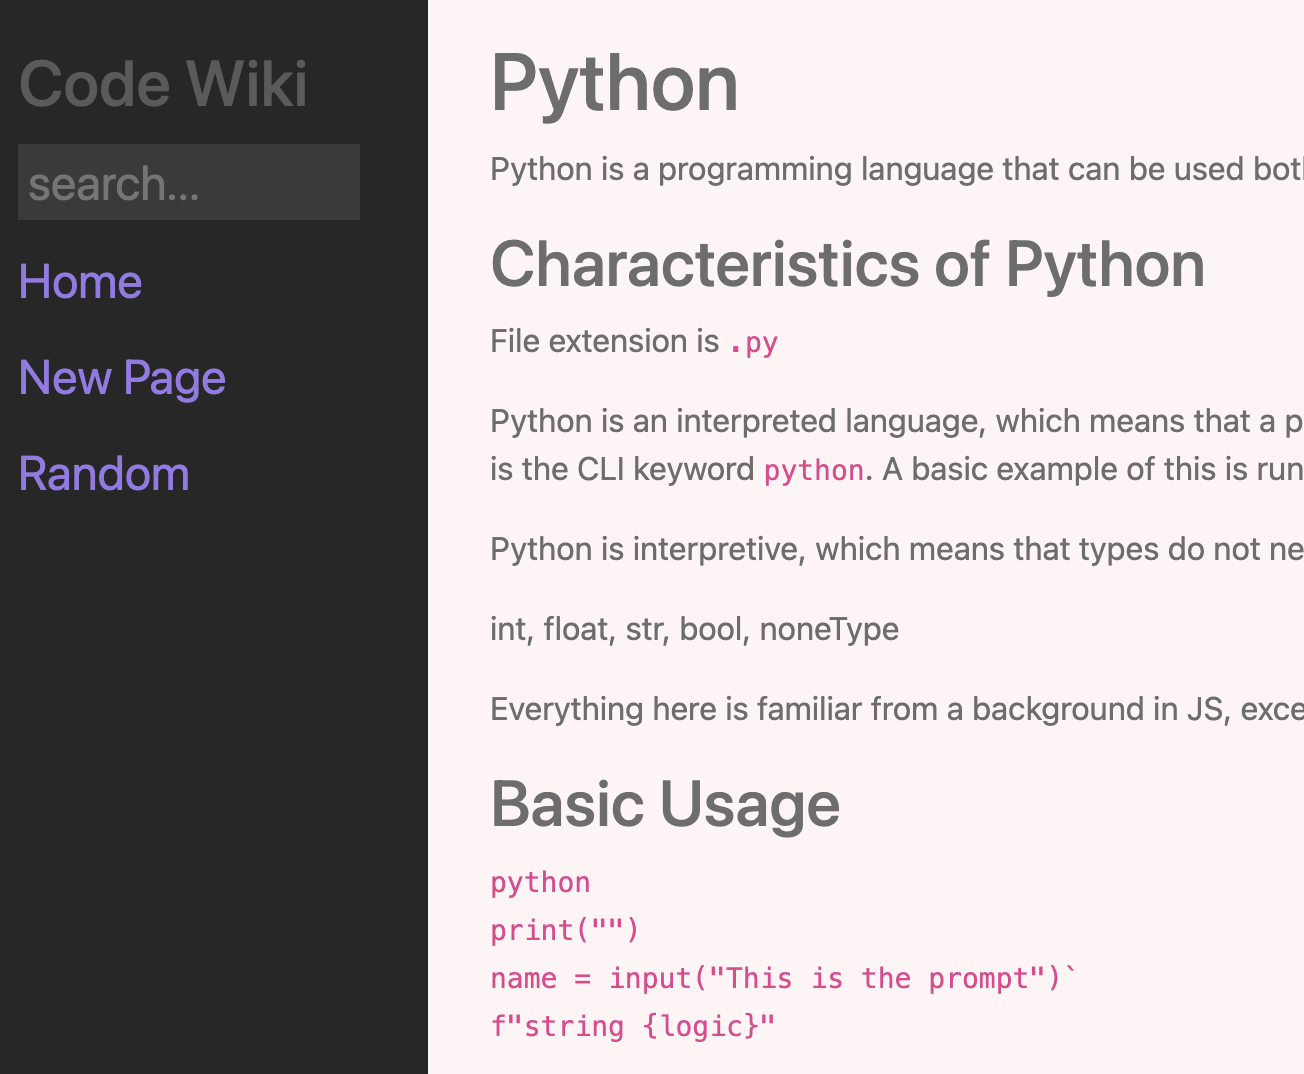 Code Wiki
search...
Home
New Page
Random
Python
Python is a programming language that can be used
Characteristics of Python
File extension is .py
Python is an interpreted language, which means that a
is the CLI keyword python. A basic example of this is run
Python is interpretive, which means that types do not
int, float, str, bool, noneType
Everything here is familiar from a background in JS,
Basic Usage
python
print("")
name = input("This is the prompt")`
f"string {logic}"